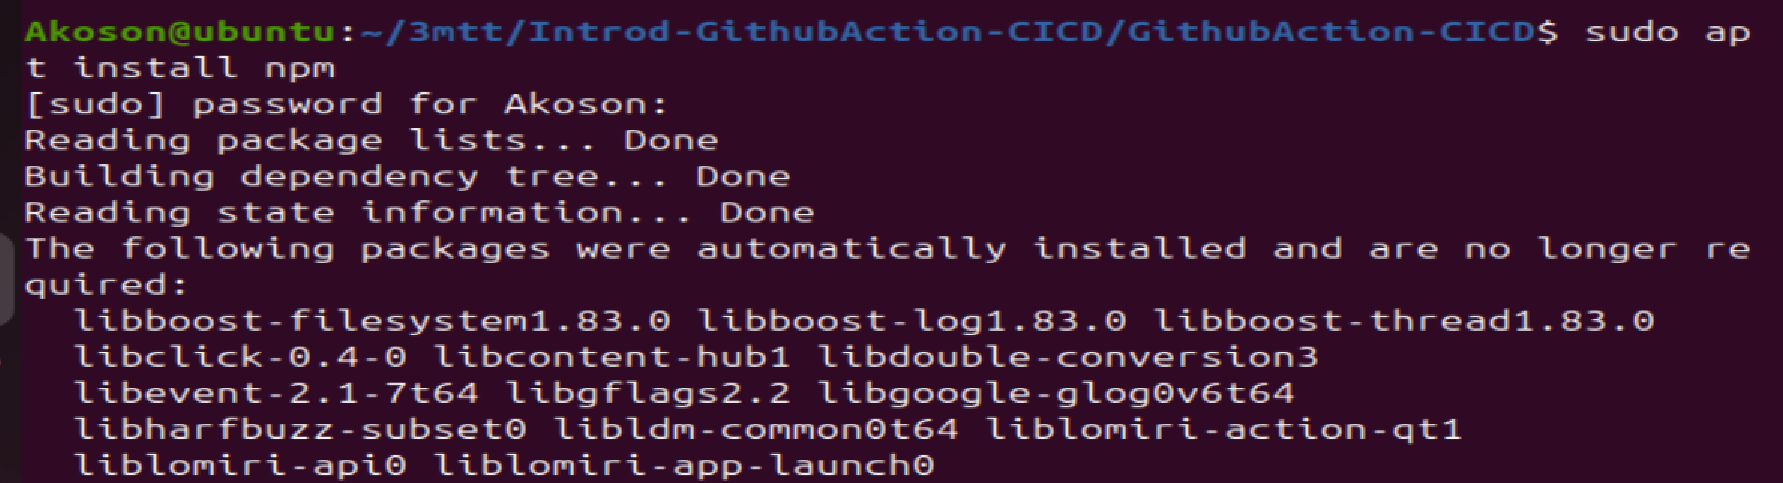 Akoson@ubuntu:~/3mtt/Introd-GithubAction-CICD/GithubAction-CICD$ sudo ap
t install npm
[sudo] password for Akoson:
Reading package lists... Done
Building dependency tree... Done
Reading state information... Done
The following packages were automatically installed and are no longer re
quired:
  libboost-filesystem1.83.0 libboost-log1.83.0 libboost-thread1.83.0
  libclick-0.4-0 libcontent-hub1 libdouble-conversion3
  libevent-2.1-7t64 libgflags2.2 libgoogle-glog0v6t64
  libharfbuzz-subset0 libldm-common0t64 liblomiri-action-qt1
  liblomiri-api0 liblomiri-app-launch0